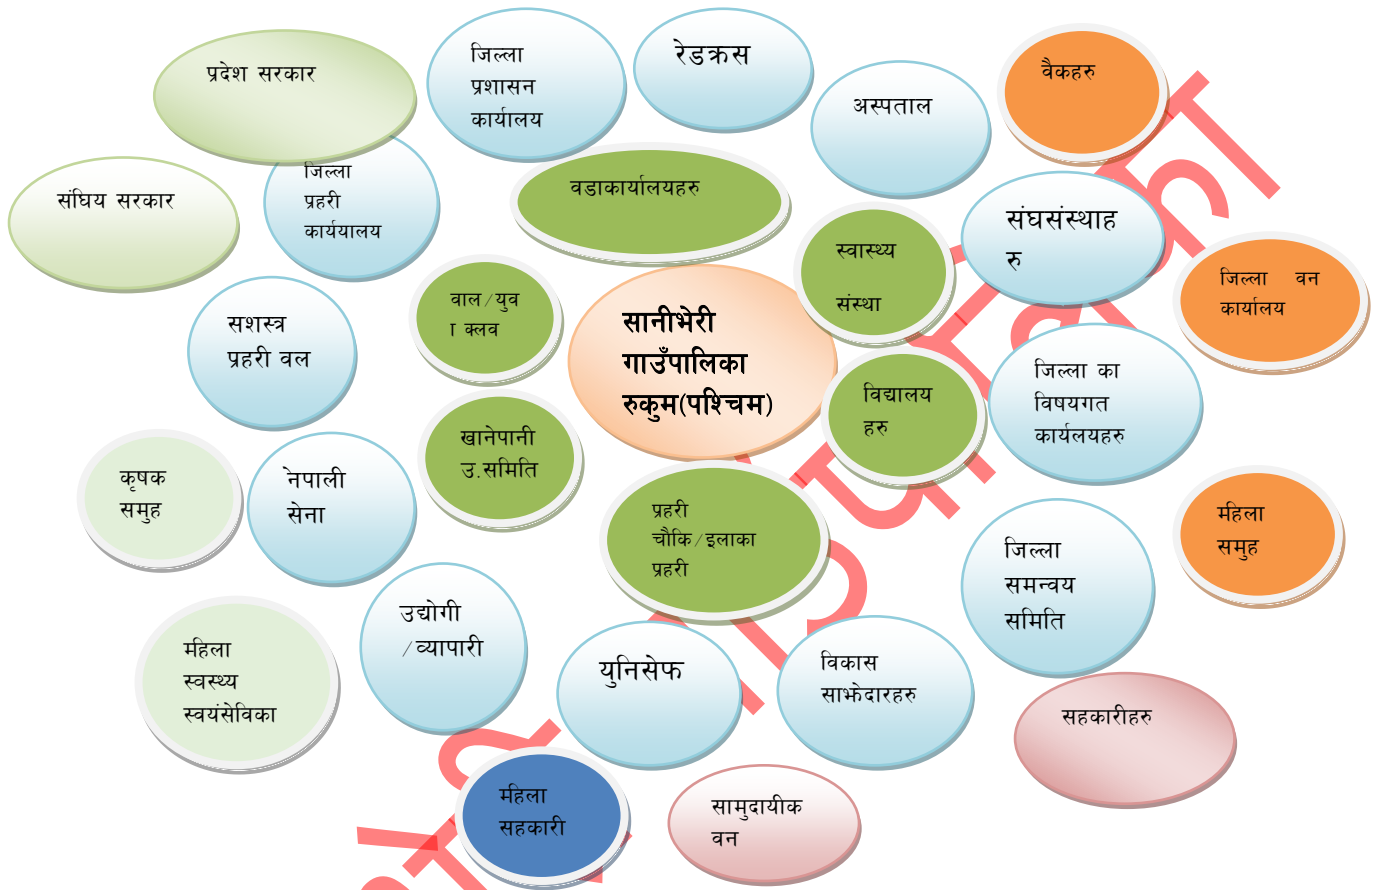 प्रदेश सरकार
जिल्ला
प्रशासन
कार्यालय
रेडक्रस
अस्पताल
वैकहरु
संघिय सरकार
जिल्ला
प्रहरी
कार्ययालय
वडाकार्यालयहरु
स्वास्थ्य
संस्था
संघसंस्थाह
रु
जिल्ला वन
कार्यालय
सशस्त्र
प्रहरी वल
वाल/युव
ा क्लव
सानीभेरी
गाउँपालिका
रुकुम(पश्चिम)
विद्यालय
हरु
जिल्ला का
विषयगत
कार्यलयहरु
कृषक
समुह
नेपाली
सेना
खानेपानी
उ.समिति
प्रहरी
चौकि/इलाका
प्रहरी
जिल्ला
समन्वय
समिति
महिला
समुह
महिला
स्वस्थ्य
स्वयंसेविका
उद्योगी
/व्यापारी
युनिसेफ
विकास
साझेदारहरु
सहकारीहरु
महिला
सहकारी
सामुदायीक
वन